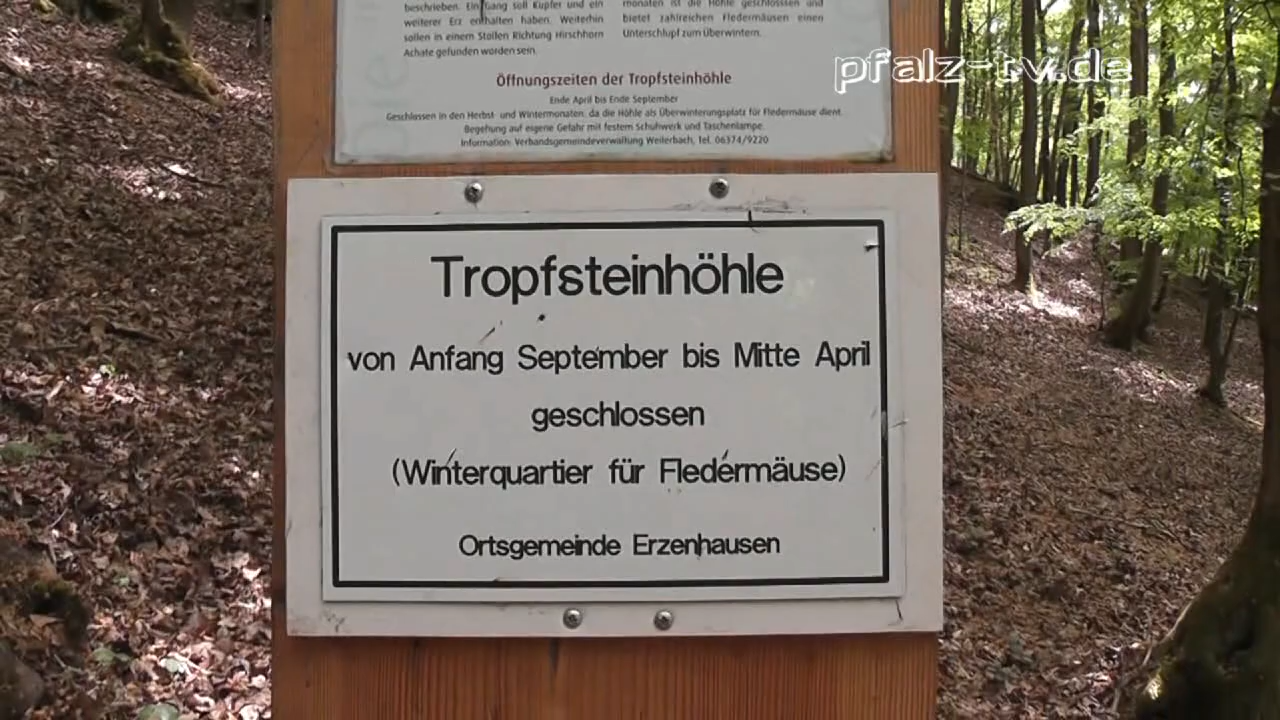 beschrieben. Ein Gang soll Kupfer und ein
weiterer Erz enthalten haben. Weiterhin
sollen in einem Stollen Richtung Hirschhorn
Achate gefunden worden sein.
monaten ist die Höhle geschlossen und
bietet zahlreichen Fledermäusen einen
Unterschlupf zum Überwintern.
Öffnungszeiten der Tropfsteinhöhle
Ende April bis Ende September
Geschlossen in den Herbst- und Wintermonaten, da die Höhle als Überwinterungsplatz für Fledermäuse dient.
Begehung auf eigene Gefahr mit festem Schuhwerk und Taschenlampe.
Information: Verbandsgemeindeverwaltung Weilerbach, Tel. 06374/9220
pfalz-tv.de
Tropfsteinhöhle
von Anfang September bis Mitte April
geschlossen
(Winterquartier für Fledermäuse)
Ortsgemeinde Erzenhausen